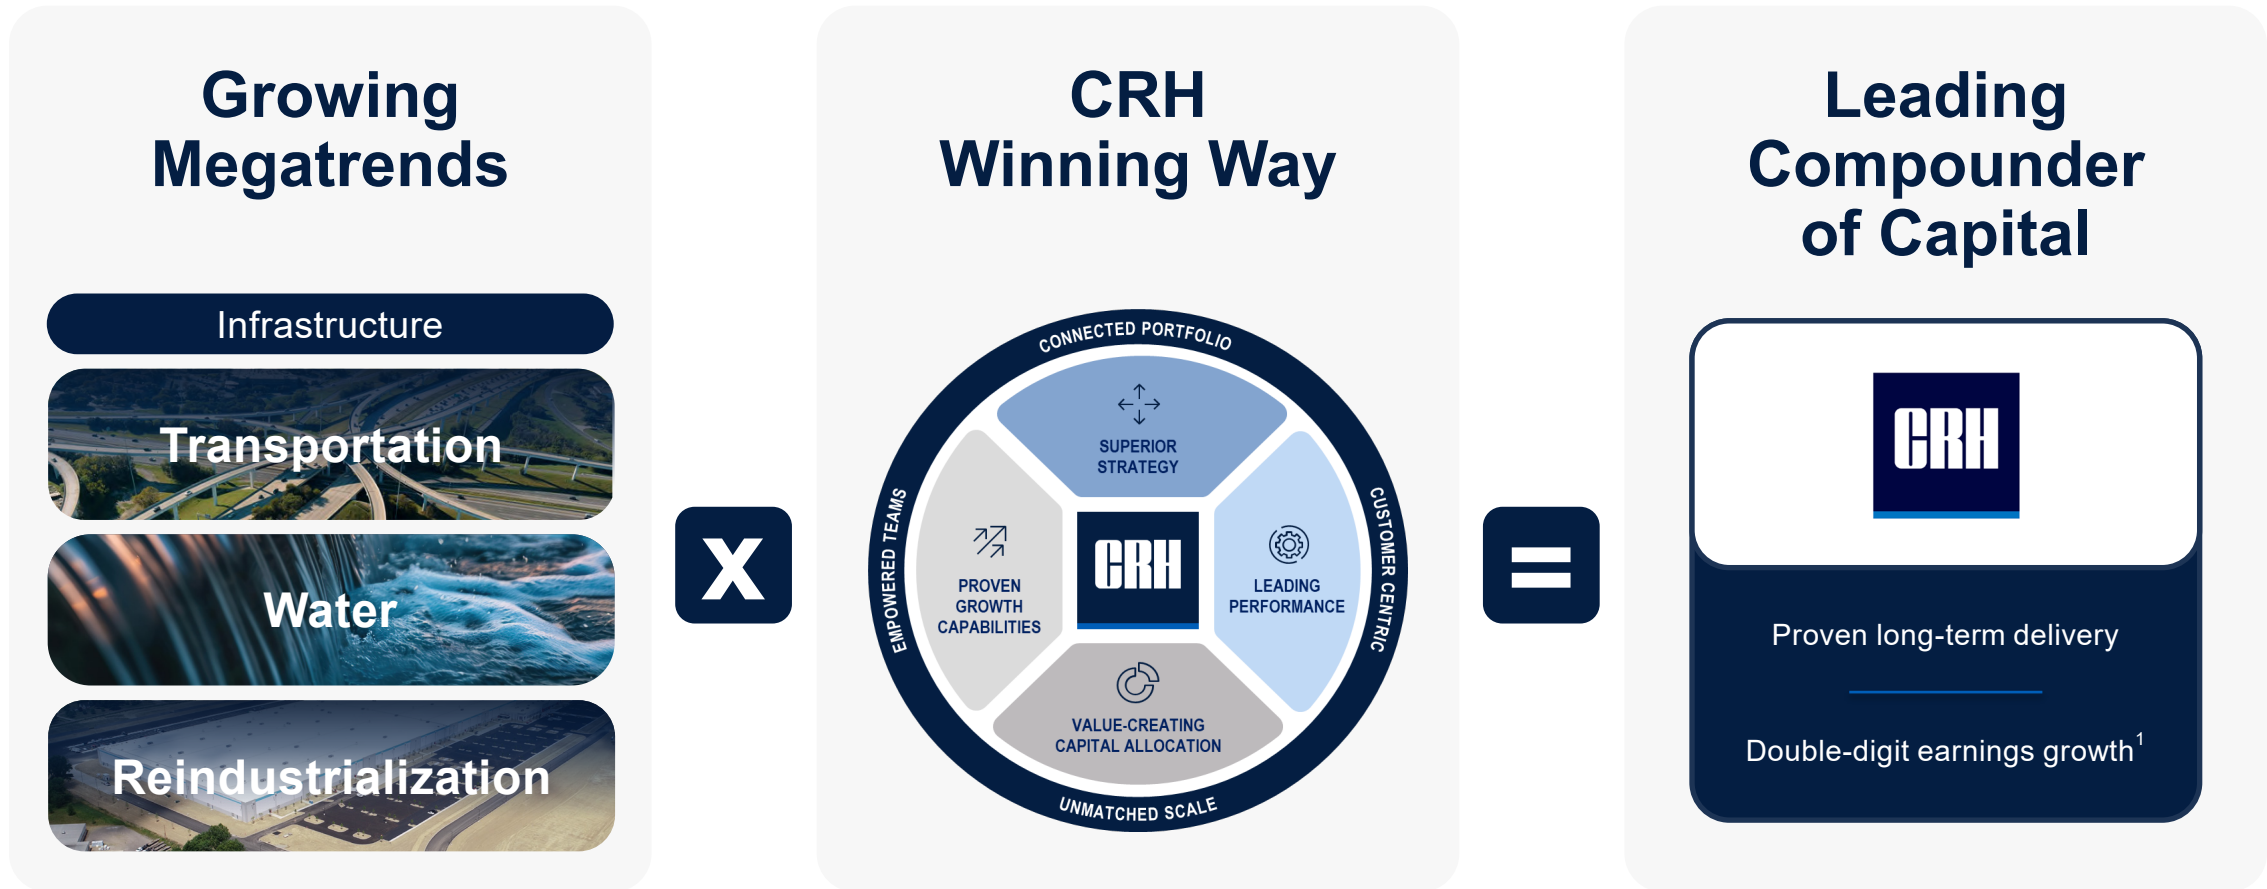 Growing
Megatrends
Infrastructure
Transportation
Water
Reindustrialization
x
CRH
Winning Way
CONNECTED PORTFOLIO
CUSTOMER CENTRIC
UNMATCHED SCALE
EMPOWERED TEAMS
SUPERIOR
STRATEGY
LEADING
PERFORMANCE
VALUE-CREATING
CAPITAL ALLOCATION
PROVEN
GROWTH
CAPABILITIES
CRH
=
Leading
Compounder
of Capital
CRH
Proven long-term delivery
Double-digit earnings growth¹